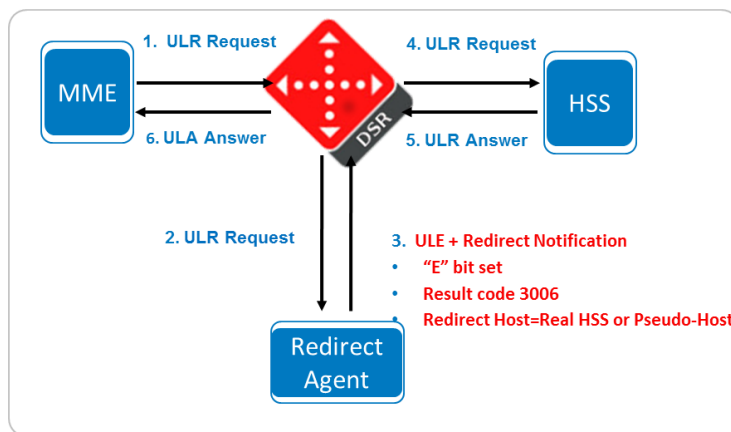 1. ULR Request
4. ULR Request
MME
DSR
HSS
6. ULA Answer
5. ULR Answer
2. ULR Request
3. ULE + Redirect Notification
• "E" bit set
• Result code 3006
• Redirect Host=Real HSS or Pseudo-Host
Redirect
Agent